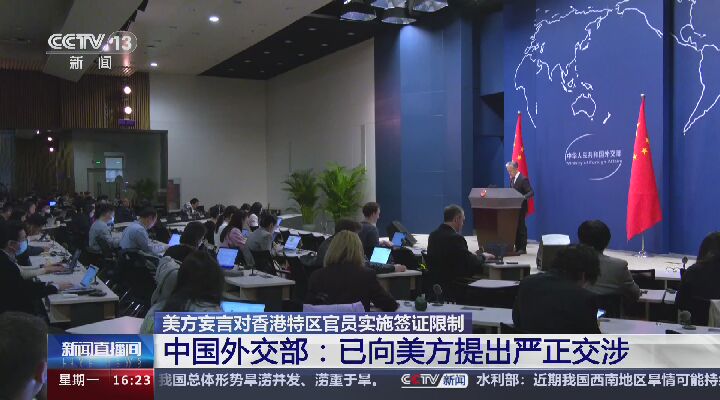 CCTV 13
新闻
中华人民共和国外交部
Ministry of Foreign Affairs
美方妄言对香港特区官员实施签证限制
新闻直播间
中国外交部：已向美方提出严正交涉
星期一 16:23 我国总体形势旱涝并发、涝重于旱。 CCTV 新闻 水利部：近期我国西南地区旱情可能持续